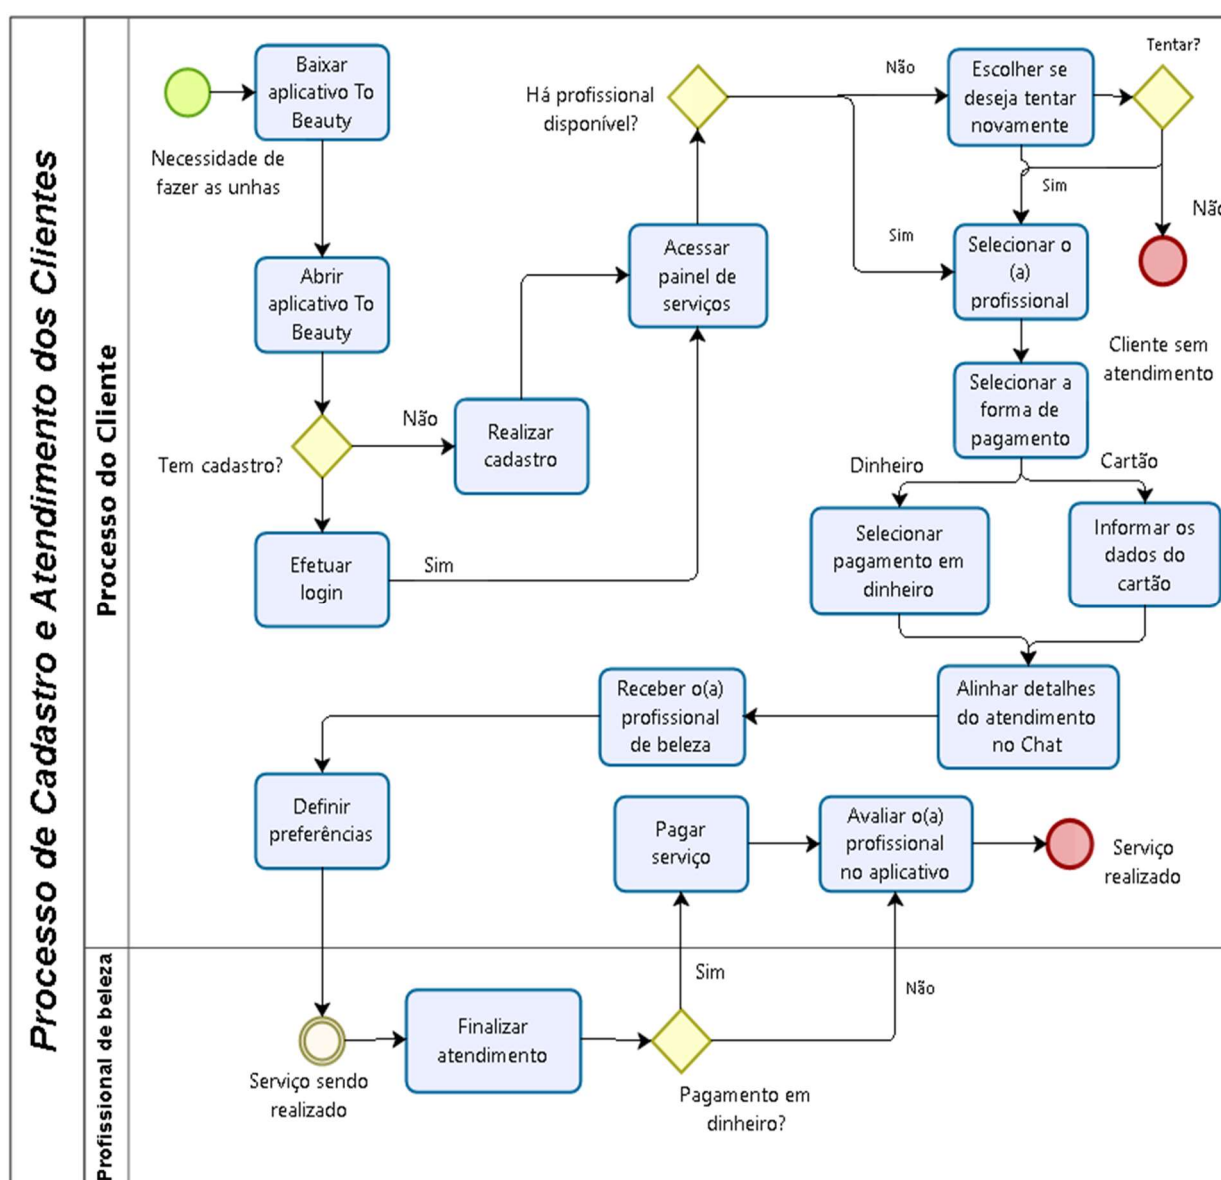 Processo de Cadastro e Atendimento dos Clientes
Processo do Cliente
Baixar
aplicativo To
Beauty
Necessidade de
fazer as unhas
Abrir
aplicativo To
Beauty
Tem cadastro?
Não
Realizar
cadastro
Efetuar
login
Sim
Acessar
painel de
serviços
Há profissional
disponível?
Não
Sim
Escolher se
deseja tentar
novamente
Tentar?
Sim
Não
Cliente sem
atendimento
Selecionar o
(a)
profissional
Selecionar a
forma de
pagamento
Dinheiro
Cartão
Selecionar
pagamento em
dinheiro
Informar os
dados do
cartão
Alinhar detalhes
do atendimento
no Chat
Receber o(a)
profissional
de beleza
Definir
preferências
Pagar
serviço
Avaliar o(a)
profissional
no aplicativo
Serviço
realizado
Profissional de beleza
Serviço sendo
realizado
Finalizar
atendimento
Sim
Não
Pagamento em
dinheiro?